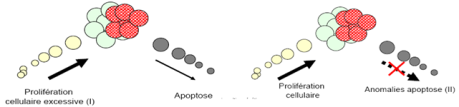 Prolifération
cellulaire excessive (I)
Apoptose
Prolifération
cellulaire
Anomalies apoptose (II)